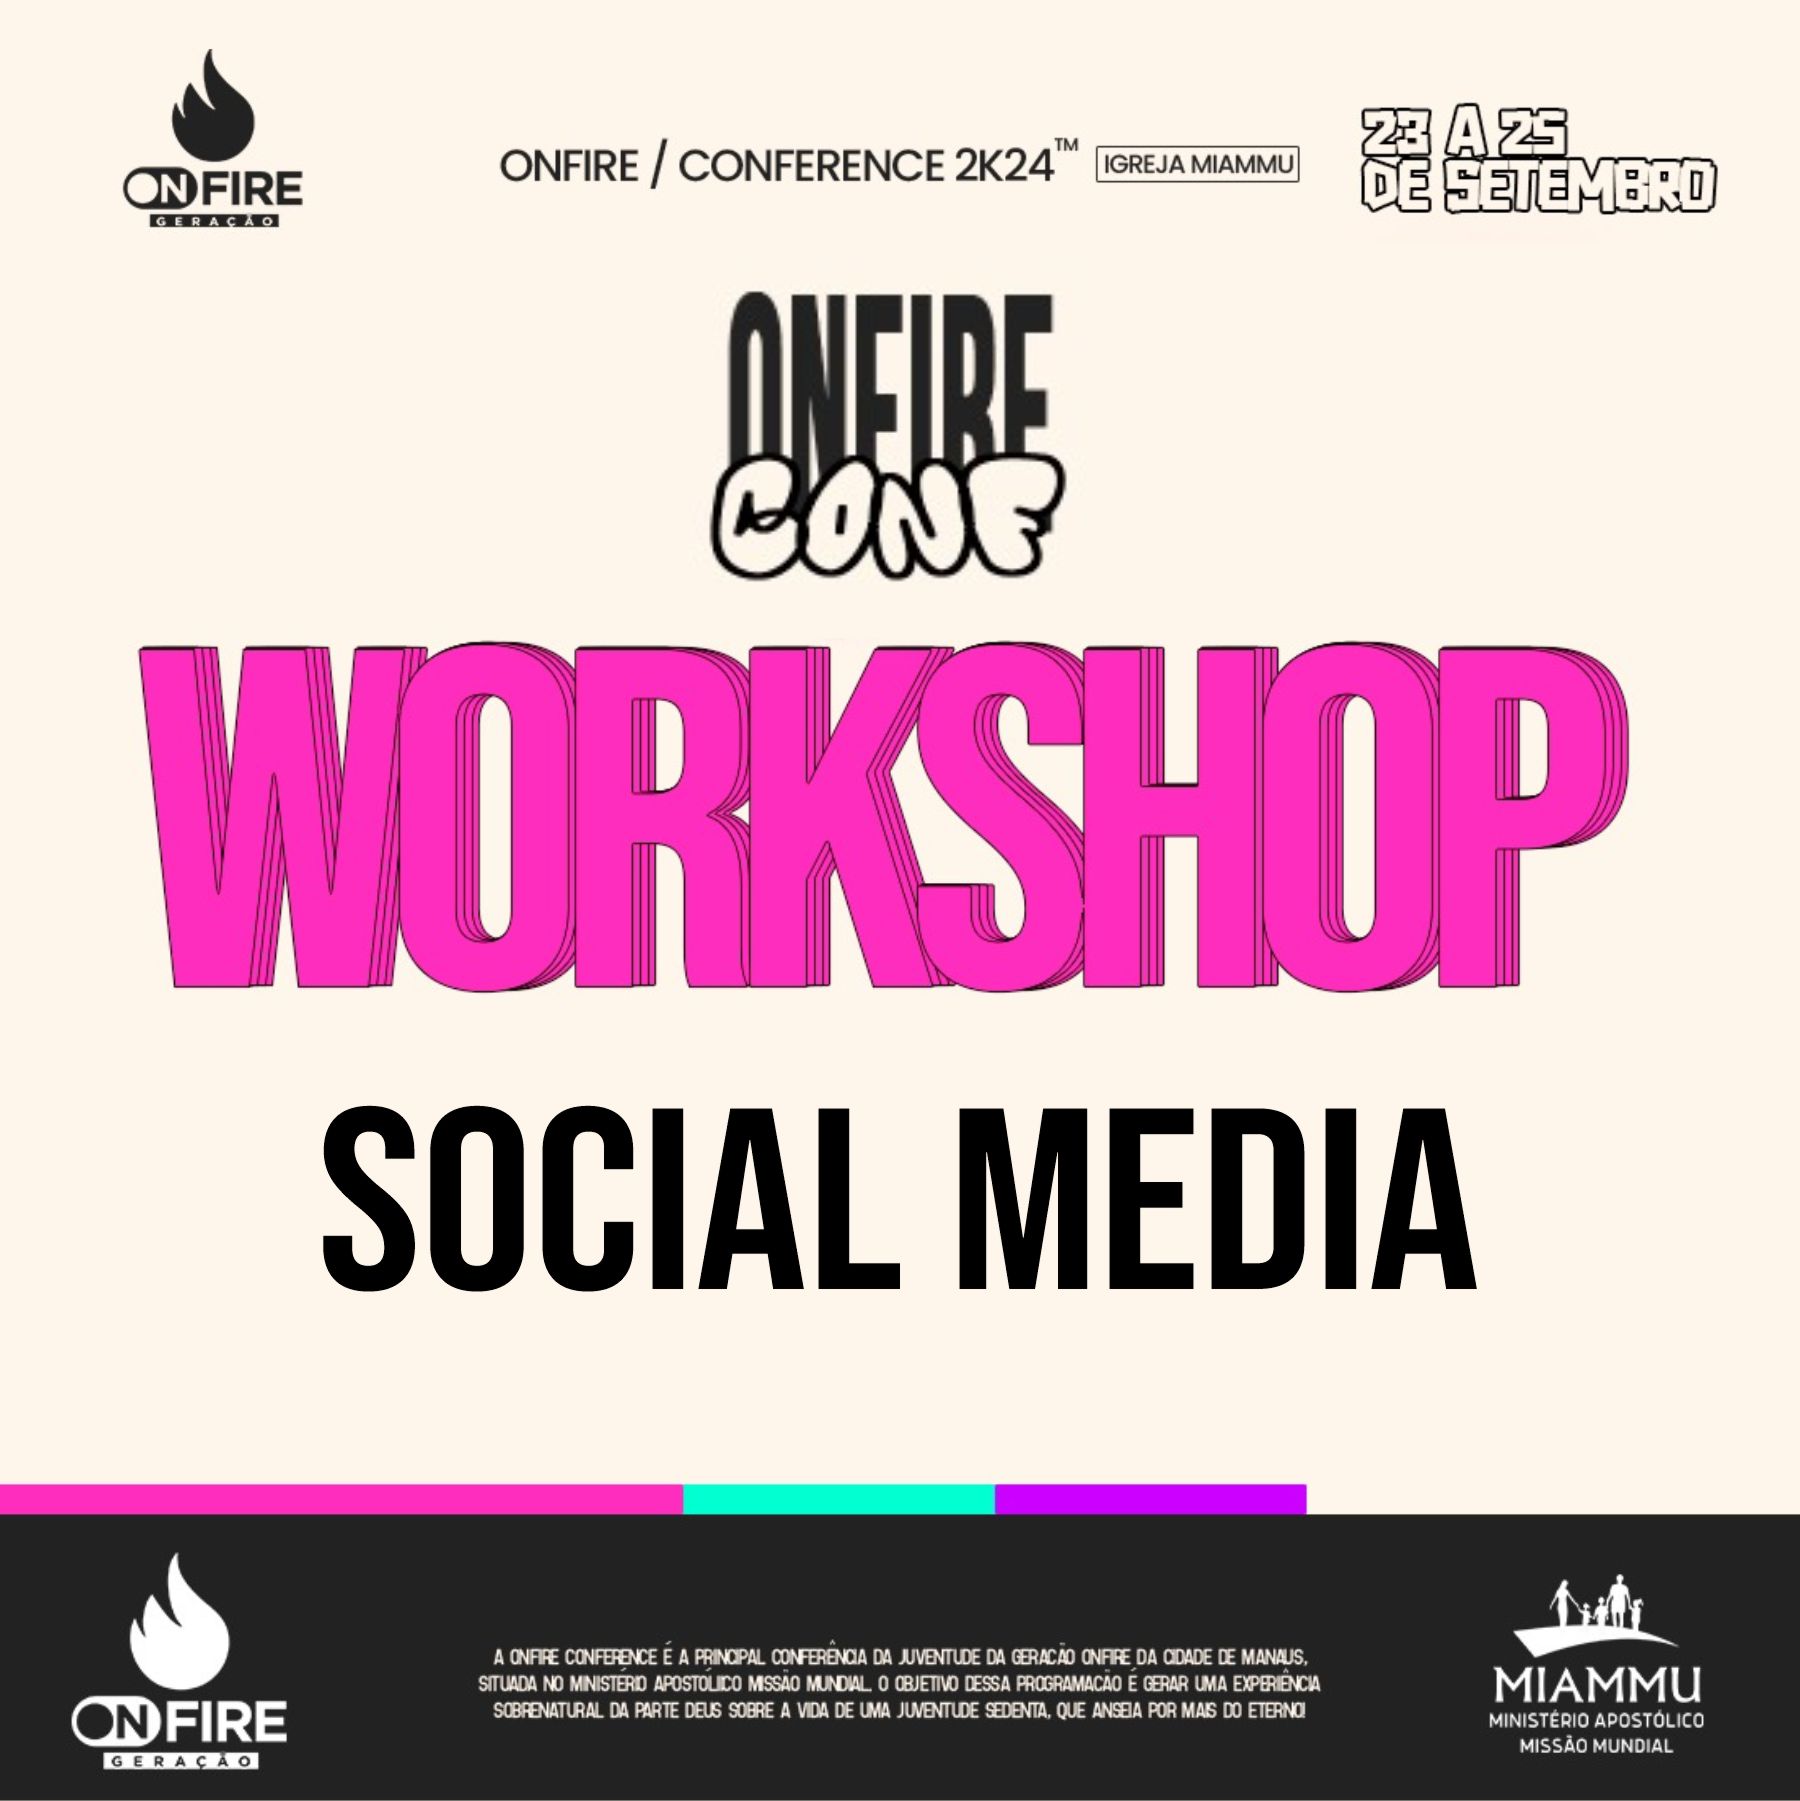 ONFIRE
GERAÇÃO
ONFIRE / CONFERENCE 2K24™ IGREJA MIAMMU
23 A 25
DE SETEMBRO
ONFIRE
CONF
WORKSHOP
SOCIAL MEDIA
ONFIRE
GERAÇÃO
A ONFIRE CONFERENCE É A PRINCIPAL CONFERÊNCIA DA JUVENTUDE DA GERACÃO ONFIRE DA CIDADE DE MANAUS,
SITUADA NO MINISTÉRIO APOSTÓLIICO MISSÃO MUNDIAL. O OBJETIVO DESSA PROGRAMACÃO É GERAR UMA EXPERIÊNCIA
SOBRENATURAL DA PARTE DEUS SOBRE A VIDA DE UMA JUVENTUDE SEDENTA, QUE ANSEIA POR MAIS DO ETERNO!
MIAMMU
MINISTÉRIO APOSTÓLICO
MISSÃO MUNDIAL